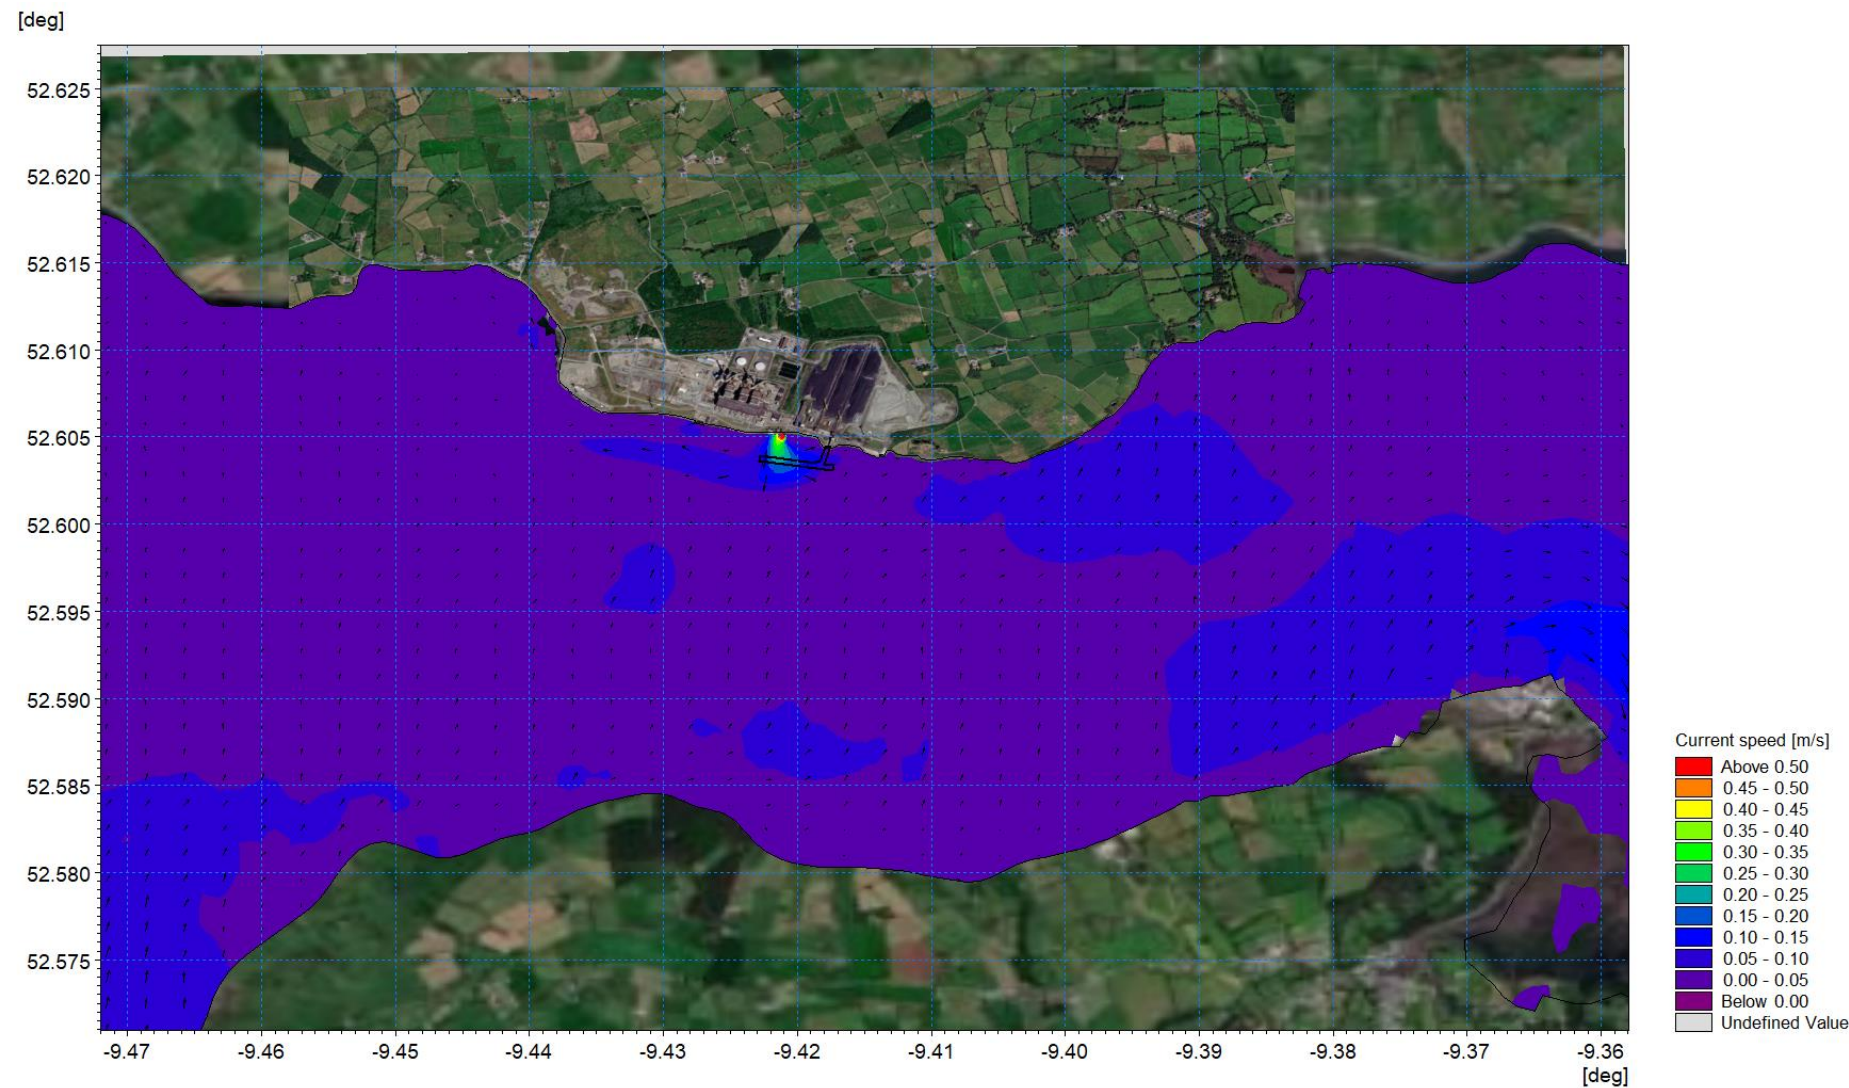 [deg]
52.625
52.620
52.615
52.610
52.605
52.600
52.595
52.590
52.585
52.580
52.575
-9.47 -9.46 -9.45 -9.44 -9.43 -9.42 -9.41 -9.40 -9.39 -9.38 -9.37 -9.36
[deg]
Current speed [m/s]
Above 0.50
0.45 - 0.50
0.40 - 0.45
0.35 - 0.40
0.30 - 0.35
0.25 - 0.30
0.20 - 0.25
0.15 - 0.20
0.10 - 0.15
0.05 - 0.10
0.00 - 0.05
Below 0.00
Undefined Value